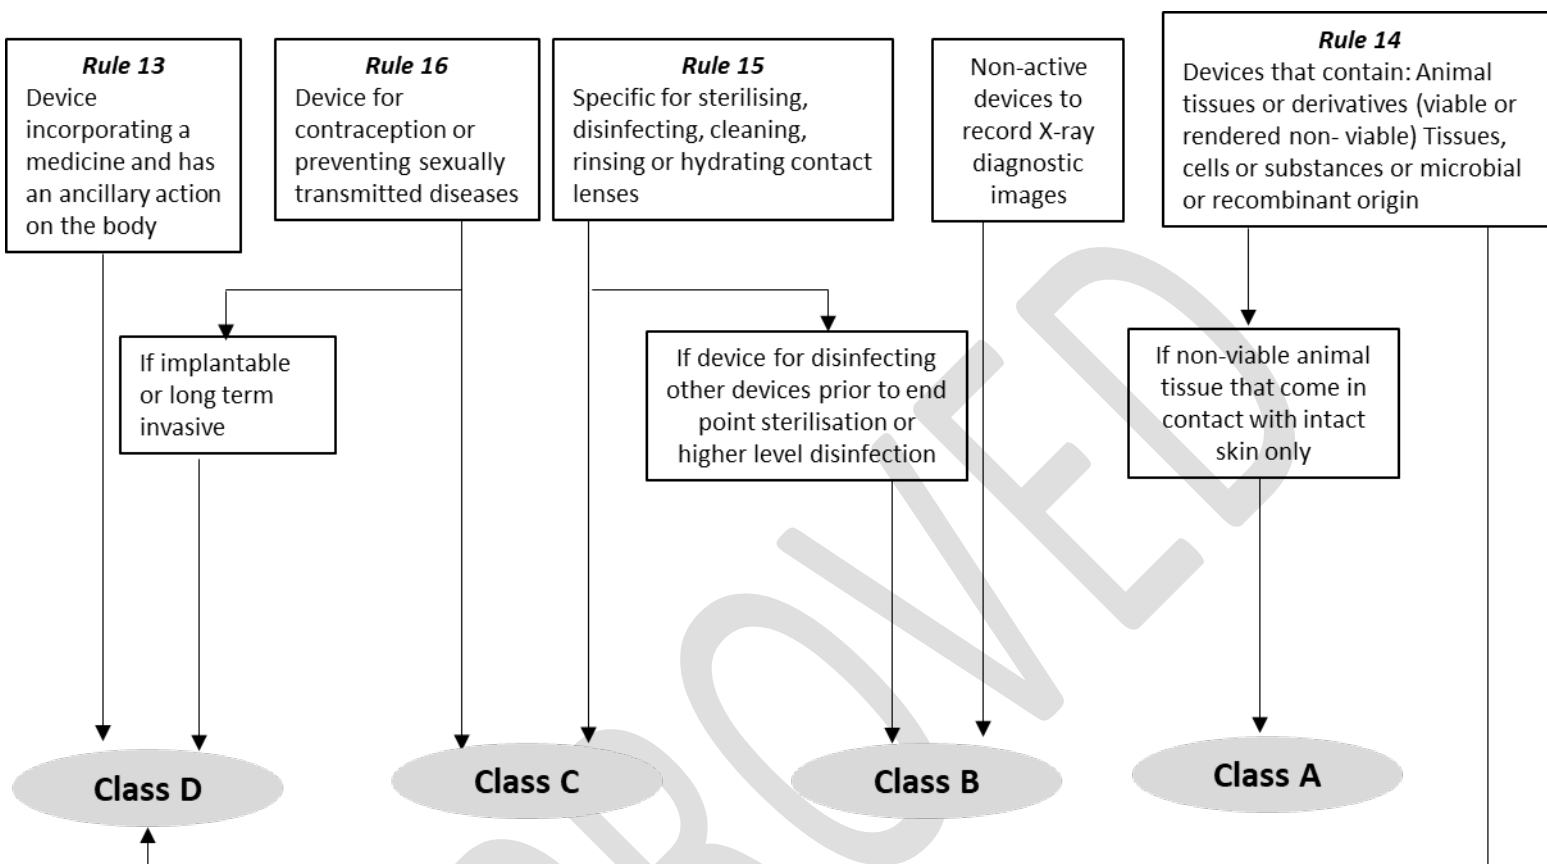 Rule 13
Device
incorporating a
medicine and has
an ancillary action
on the body
Rule 16
Device for
contraception or
preventing sexually
transmitted diseases
Rule 15
Specific for sterilising,
disinfecting, cleaning,
rinsing or hydrating contact
lenses
Non-active
devices to
record X-ray
diagnostic
images
Rule 14
Devices that contain: Animal
tissues or derivatives (viable or
rendered non- viable) Tissues,
cells or substances or microbial
or recombinant origin
If implantable
or long term
invasive
If device for disinfecting
other devices prior to end
point sterilisation or
higher level disinfection
If non-viable animal
tissue that come in
contact with intact
skin only
Class D
Class C
Class B
Class A
ROVED